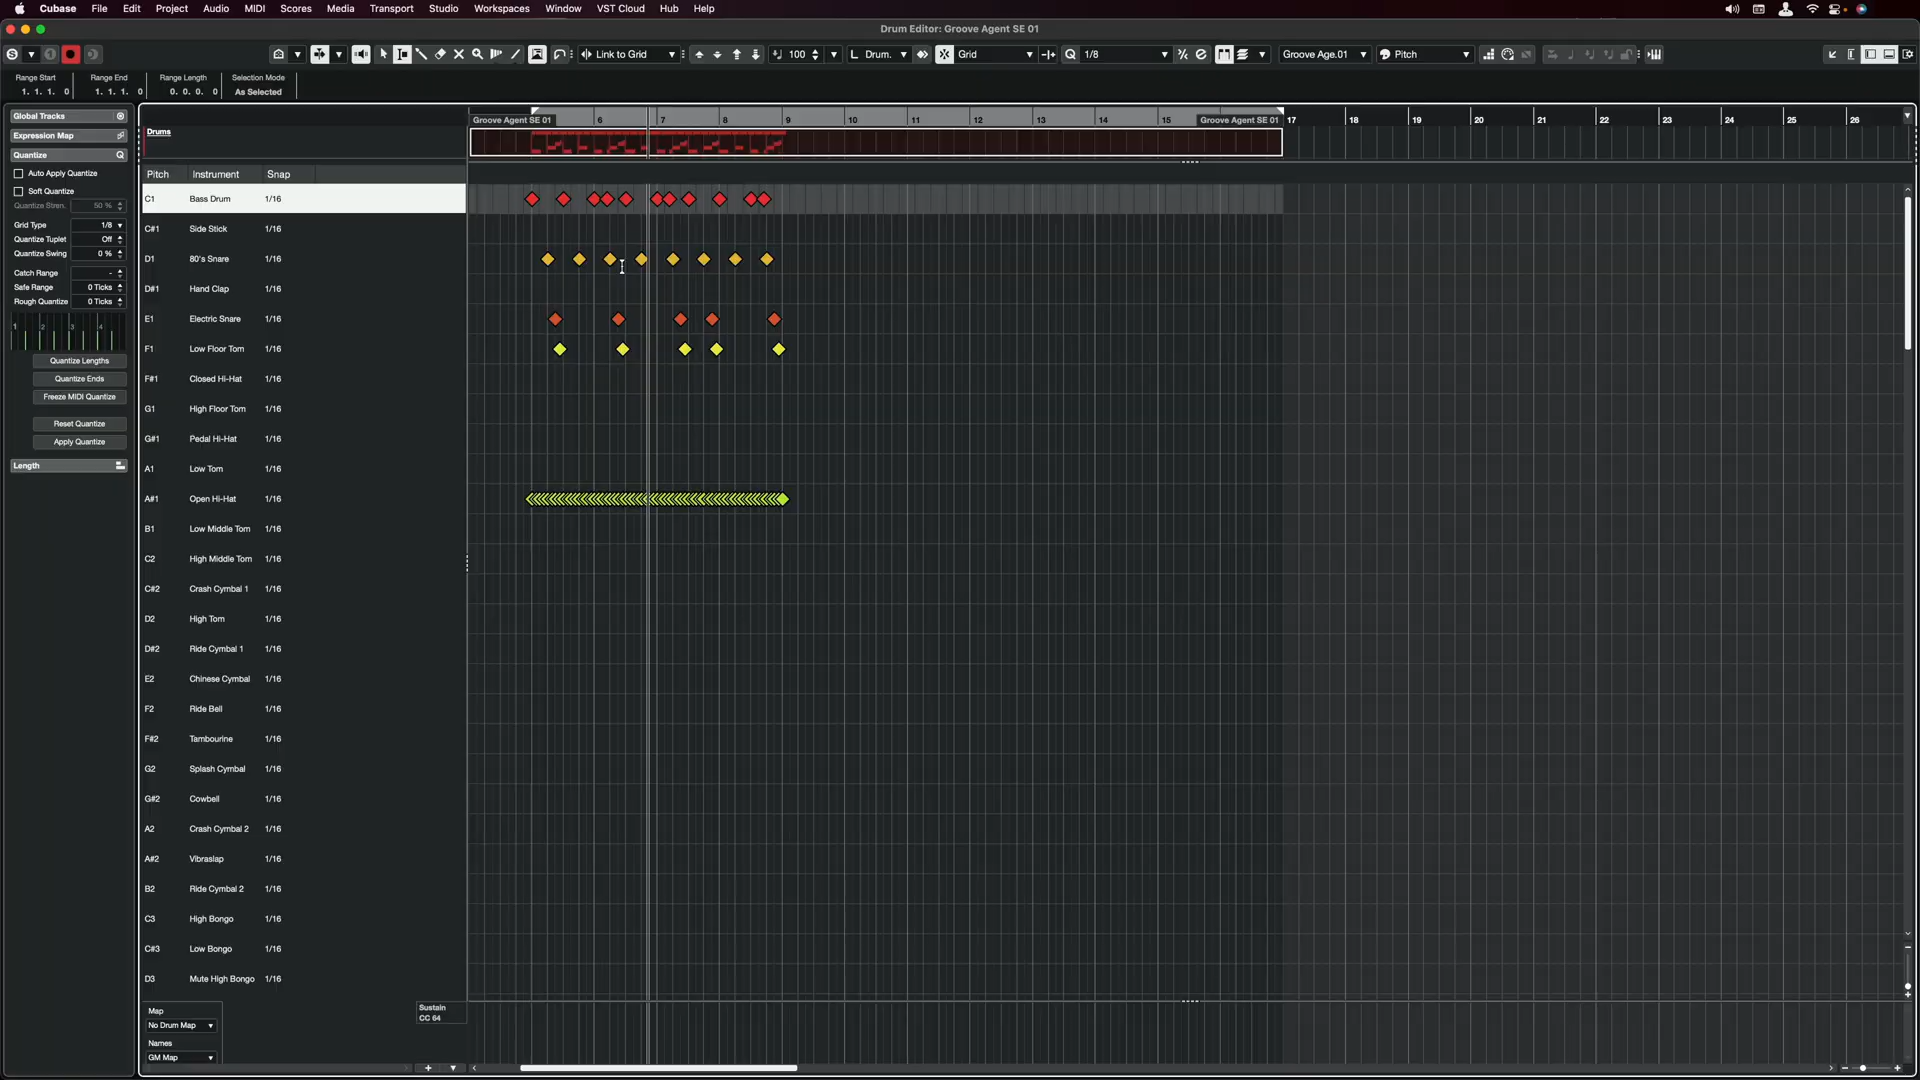 Cubase File Edit Project Audio MIDI Scores Media Transport Studio Workspaces Window VST Cloud Hub Help
Drum Editor: Groove Agent SE 01
Link to Grid 100 L Drum. Grid 1/8 Groove Age.01 Pitch
Range Start Range End Range Length Selection Mode
1. 1. 1. 0 1. 1. 1. 0 0. 0. 0. 0 As Selected
Global Tracks
Expression Map
Quantize
Auto Apply Quantize
Soft Quantize
Quantize Stren. 50 %
Grid Type 1/8
Quantize Tuplet Off
Quantize Swing 0 %
Catch Range -
Safe Range 0 Ticks
Rough Quantize 0 Ticks
1 2 3 4
Quantize Lengths
Quantize Ends
Freeze MIDI Quantize
Reset Quantize
Apply Quantize
Length
Drums
Groove Agent SE 01 6 7 8 9 10 11 12 13 14 15 Groove Agent SE 01 17 18 19 20 21 22 23 24 25 26
Pitch Instrument Snap
C1 Bass Drum 1/16
C#1 Side Stick 1/16
D1 80's Snare 1/16
D#1 Hand Clap 1/16
E1 Electric Snare 1/16
F1 Low Floor Tom 1/16
F#1 Closed Hi-Hat 1/16
G1 High Floor Tom 1/16
G#1 Pedal Hi-Hat 1/16
A1 Low Tom 1/16
A#1 Open Hi-Hat 1/16
B1 Low Middle Tom 1/16
C2 High Middle Tom 1/16
C#2 Crash Cymbal 1 1/16
D2 High Tom 1/16
D#2 Ride Cymbal 1 1/16
E2 Chinese Cymbal 1/16
F2 Ride Bell 1/16
F#2 Tambourine 1/16
G2 Splash Cymbal 1/16
G#2 Cowbell 1/16
A2 Crash Cymbal 2 1/16
A#2 Vibraslap 1/16
B2 Ride Cymbal 2 1/16
C3 High Bongo 1/16
C#3 Low Bongo 1/16
D3 Mute High Bongo 1/16
Map
No Drum Map
Names
GM Map
Sustain
CC 64